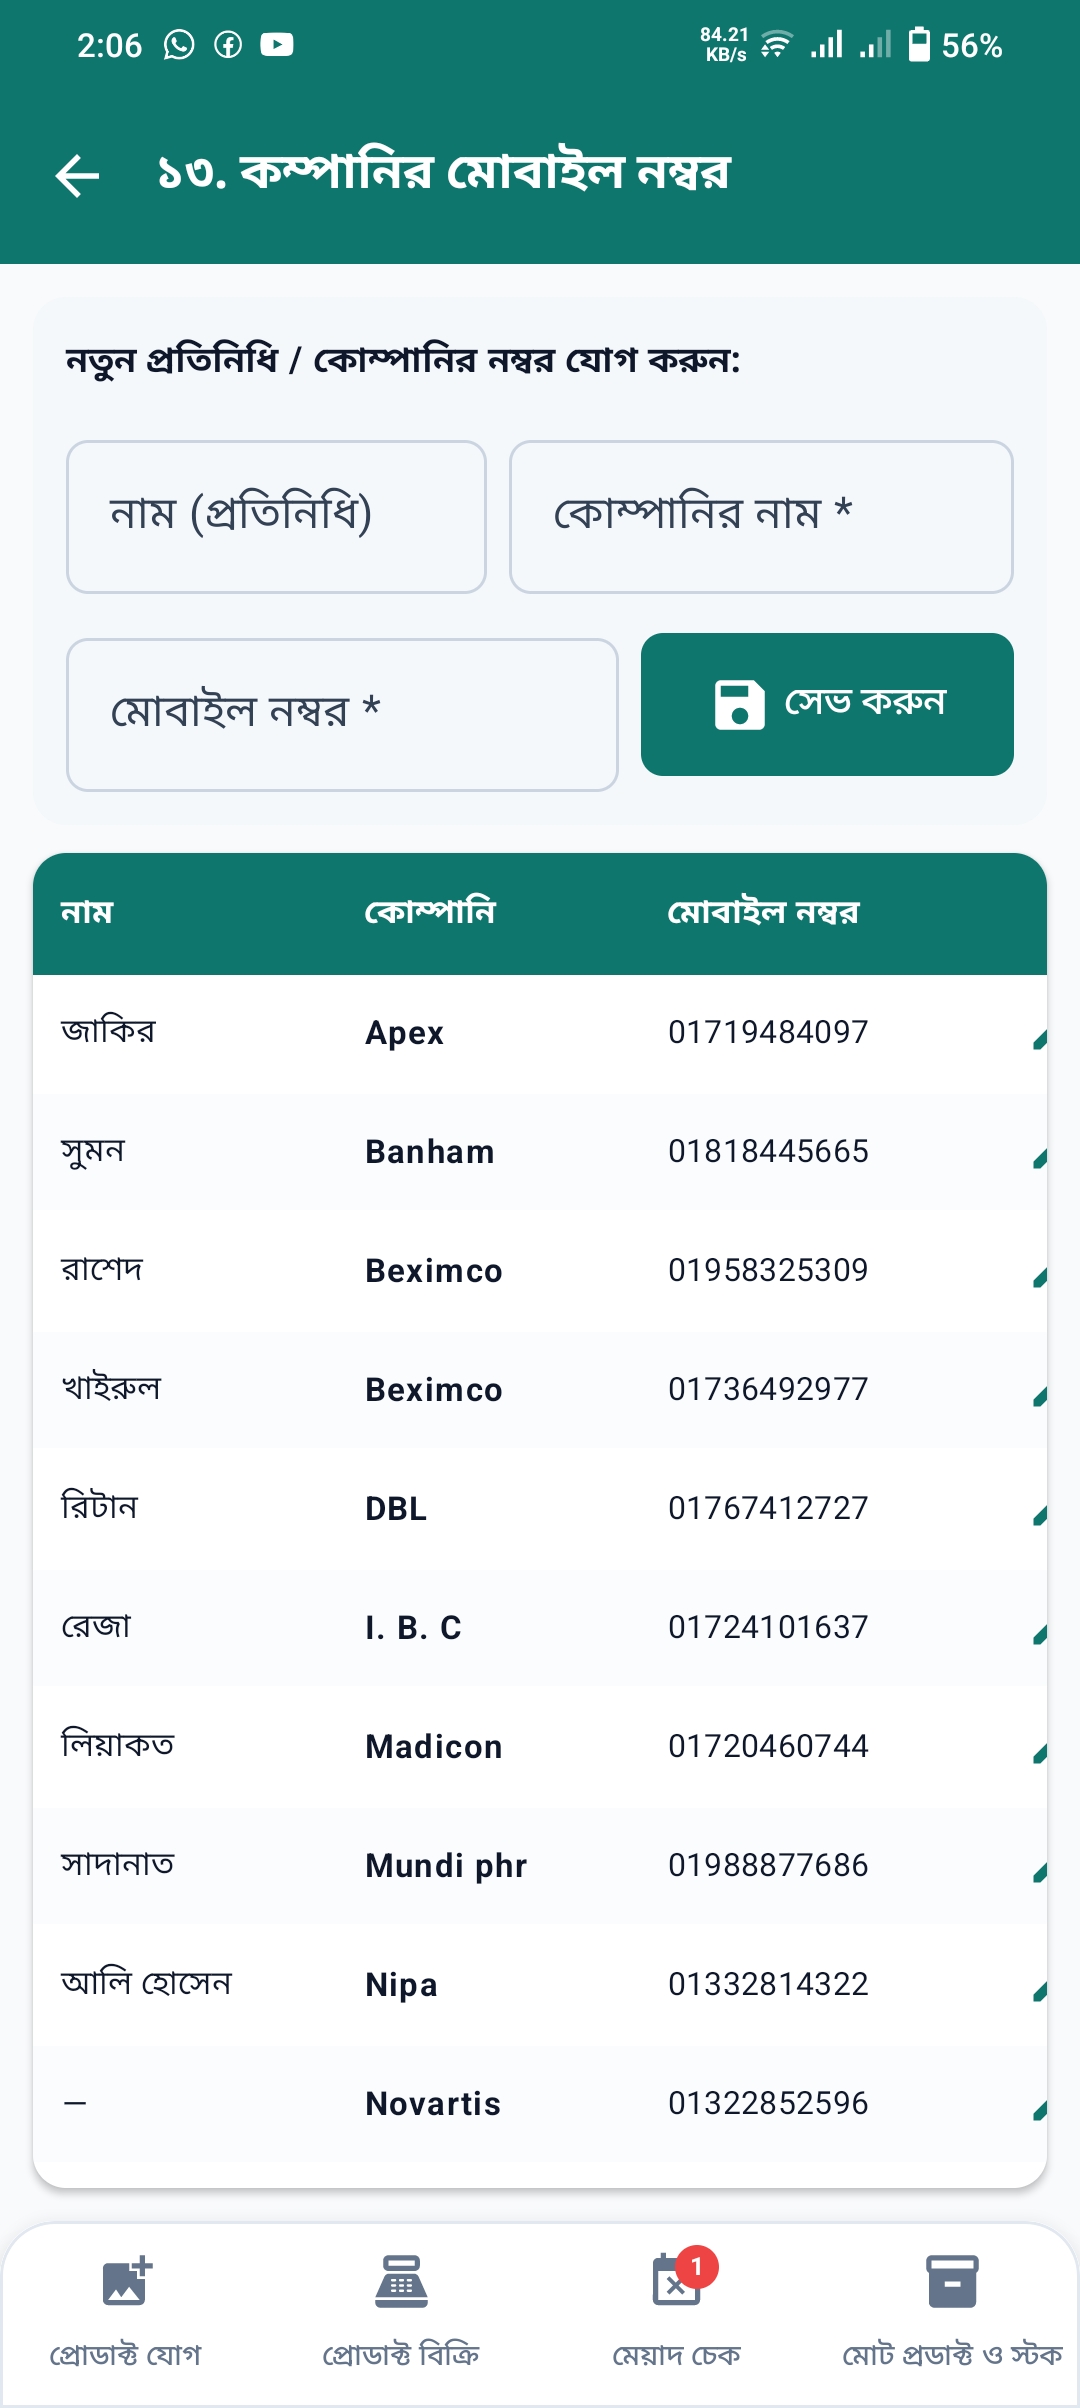 2:06 84.21 KB/s 56%
১৩. কম্পানির মোবাইল নম্বর
নতুন প্রতিনিধি / কোম্পানির নম্বর যোগ করুন:
নাম (প্রতিনিধি) কোম্পানির নাম *
মোবাইল নম্বর * সেভ করুন
নাম কোম্পানি মোবাইল নম্বর
জাকির Apex 01719484097
সুমন Banham 01818445665
রাশেদ Beximco 01958325309
খাইরুল Beximco 01736492977
রিটান DBL 01767412727
রেজা I. B. C 01724101637
লিয়াকত Madicon 01720460744
সাদানাত Mundi phr 01988877686
আলি হোসেন Nipa 01332814322
— Novartis 01322852596
1
প্রোডাক্ট যোগ প্রোডাক্ট বিক্রি মেয়াদ চেক মোট প্রডাক্ট ও স্টক